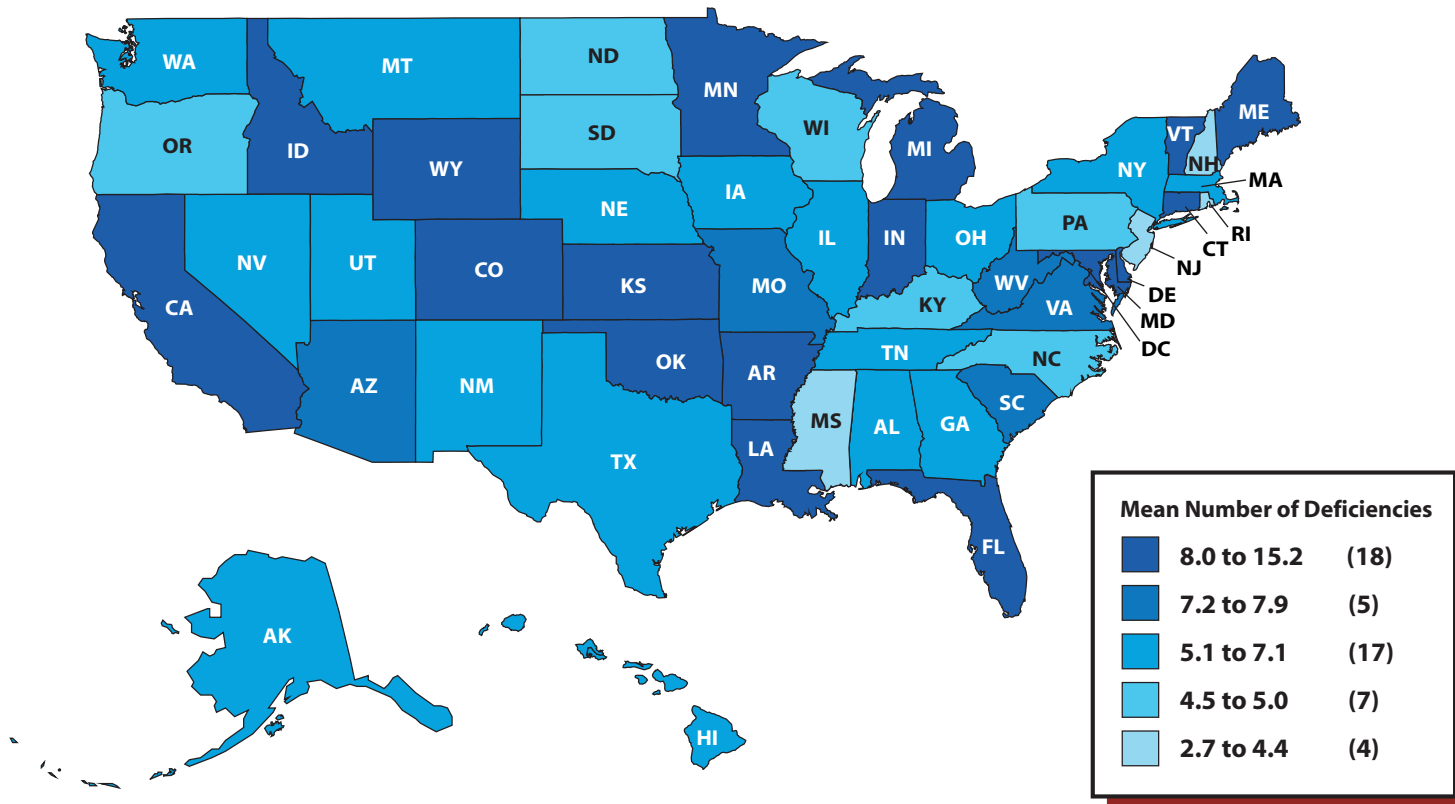 WA
MT
ND
MN
ME
VT
OR
ID
SD
WI
MI
NH
WY
NY
MA
NE
IA
PA
RI
CT
NV
UT
CO
IL
IN
OH
NJ
KS
MO
WV
DE
CA
KY
VA
MD
DC
OK
TN
NC
AZ
NM
AR
SC
MS
AL
GA
LA
TX
FL
AK
HI
Mean Number of Deficiencies
8.0 to 15.2 (18)
7.2 to 7.9 (5)
5.1 to 7.1 (17)
4.5 to 5.0 (7)
2.7 to 4.4 (4)